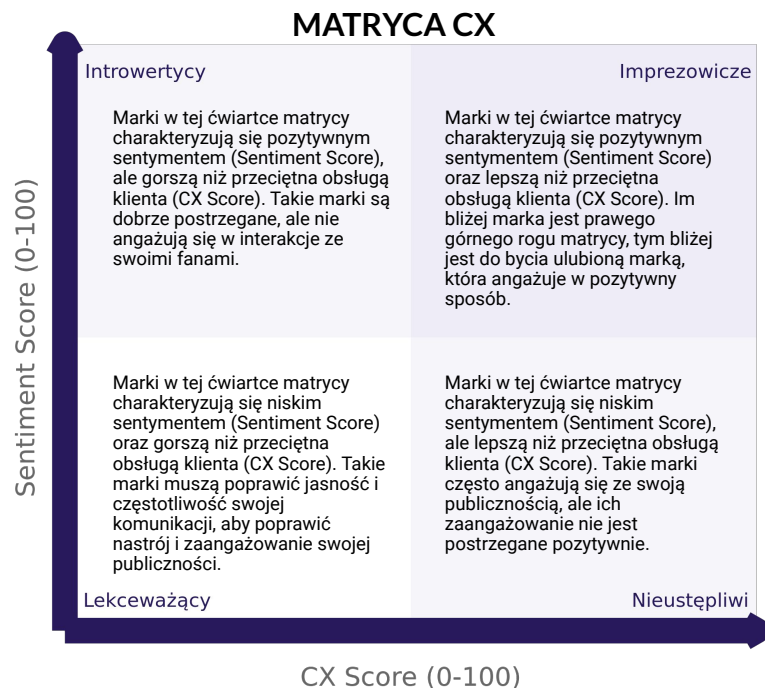 MATRYCA CX
Introwertycy
Imprezowicze
Marki w tej ćwiartce matrycy
charakteryzują się pozytywnym
sentymentem (Sentiment Score),
ale gorszą niż przeciętna obsługą
klienta (CX Score). Takie marki są
dobrze postrzegane, ale nie
angażują się w interakcje ze
swoimi fanami.
Marki w tej ćwiartce matrycy
charakteryzują się pozytywnym
sentymentem (Sentiment Score)
oraz lepszą niż przeciętna
obsługą klienta (CX Score). Im
bliżej marka jest prawego
górnego rogu matrycy, tym bliżej
jest do bycia ulubioną marką,
która angażuje w pozytywny
sposób.
Sentiment Score (0-100)
Marki w tej ćwiartce matrycy
charakteryzują się niskim
sentymentem (Sentiment Score)
oraz gorszą niż przeciętna
obsługą klienta (CX Score). Takie
marki muszą poprawić jasność i
częstotliwość swojej
komunikacji, aby poprawić
nastrój i zaangażowanie swojej
publiczności.
Marki w tej ćwiartce matrycy
charakteryzują się niskim
sentymentem (Sentiment Score),
ale lepszą niż przeciętna obsługą
klienta (CX Score). Takie marki
często angażują się ze swoją
publicznością, ale ich
zaangażowanie nie jest
postrzegane pozytywnie.
Lekceważący
Nieustępliwi
CX Score (0-100)